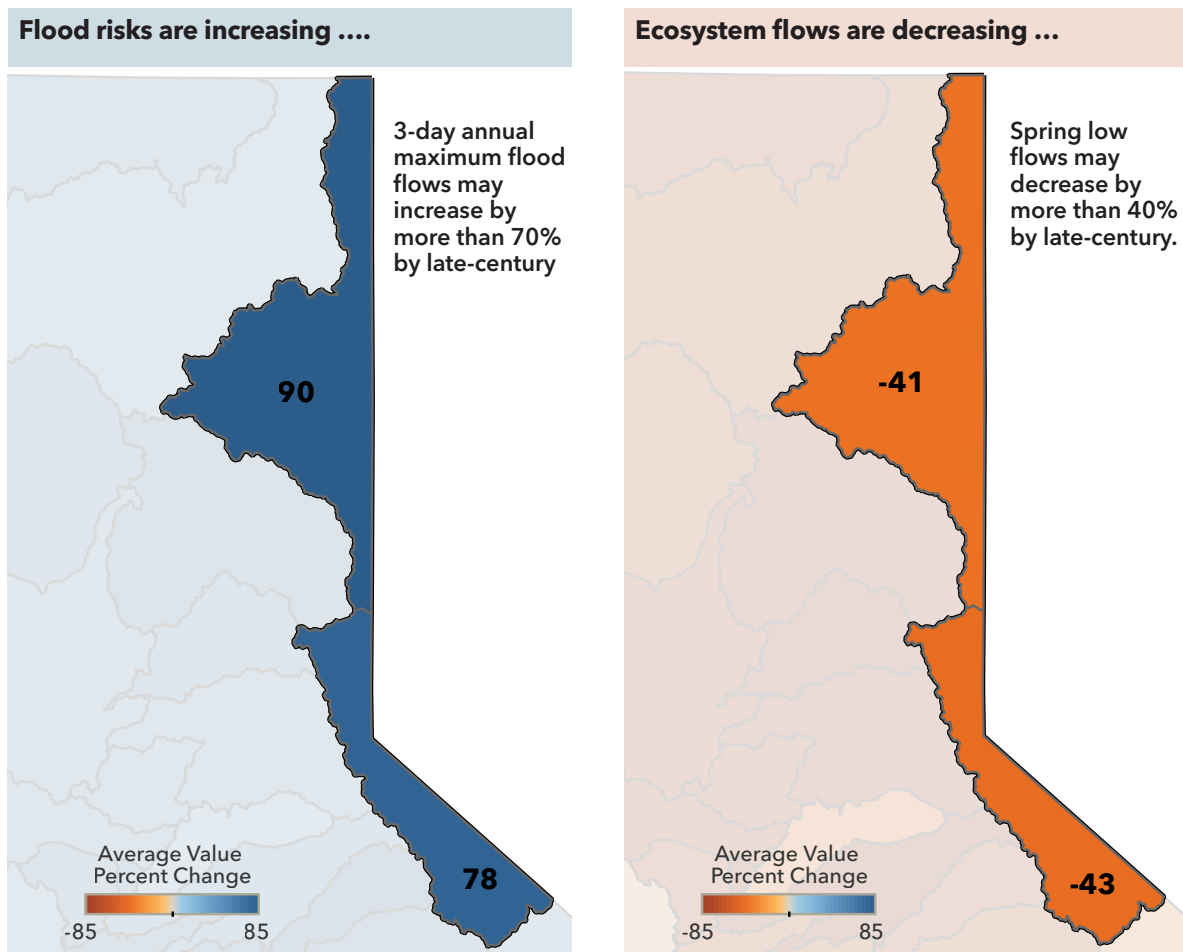 Flood risks are increasing ....
3-day annual
maximum flood
flows may
increase by
more than 70%
by late-century
90
78
Average Value
Percent Change
-85
85
Ecosystem flows are decreasing ...
Spring low
flows may
decrease by
more than 40%
by late-century.
-41
-43
Average Value
Percent Change
-85
85